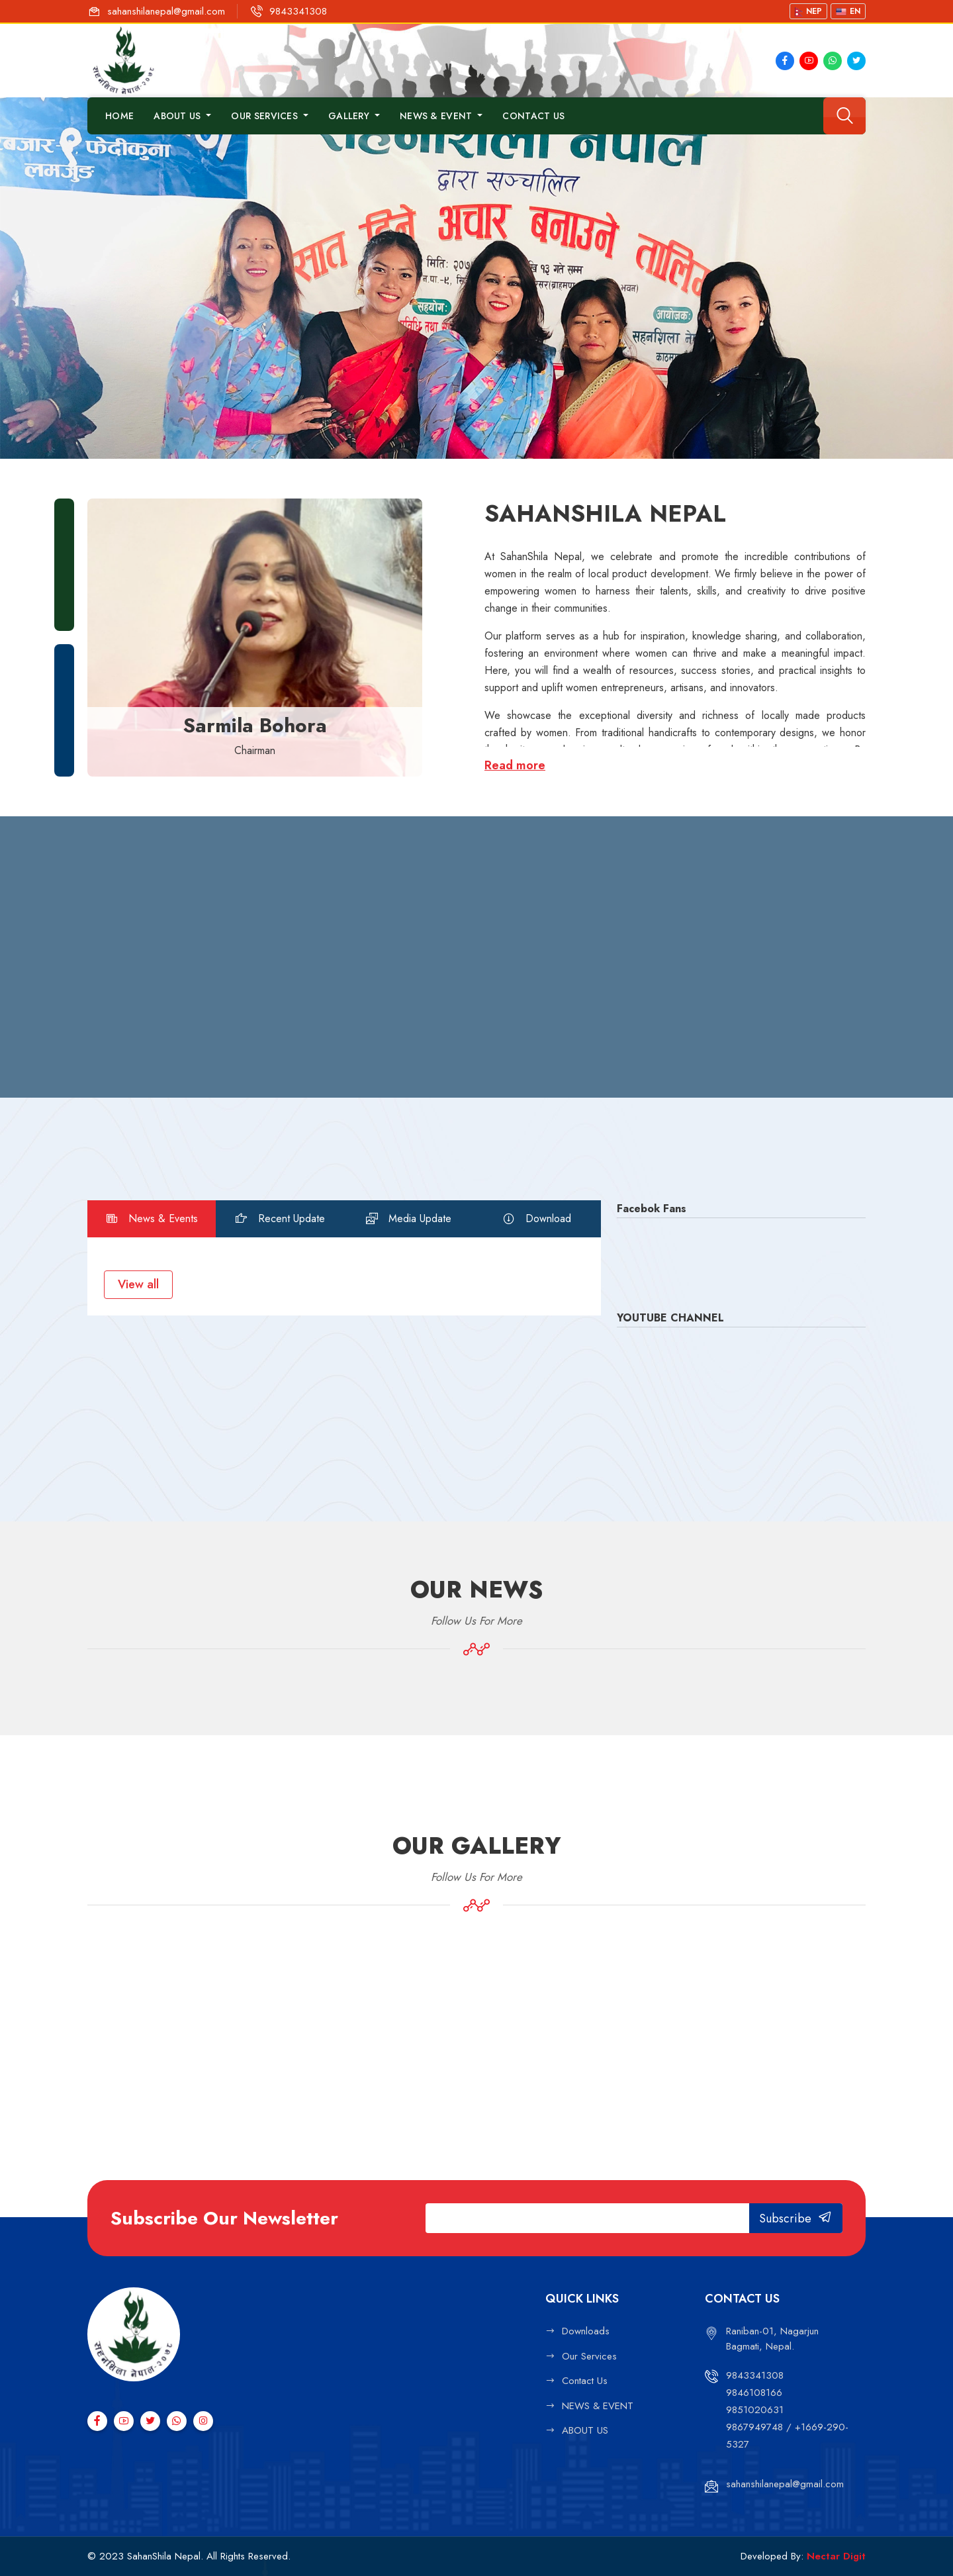 sahanshilanepal@gmail.com
9843341308
NEP
EN
सहनशिला नेपाल-२०७८
HOME
ABOUT US
OUR SERVICES
GALLERY
NEWS & EVENT
CONTACT US
बजार फेदीकुना
लमजुङ
सहनशिला नेपाल
द्वारा सञ्चालित
सात दिने अचार बनाउने तालिम
सहयोग:
आयोजक:
SAHANSHILA NEPAL
At SahanShila Nepal, we celebrate and promote the incredible contributions of
women in the realm of local product development. We firmly believe in the power of
empowering women to harness their talents, skills, and creativity to drive positive
change in their communities.
Our platform serves as a hub for inspiration, knowledge sharing, and collaboration,
fostering an environment where women can thrive and make a meaningful impact.
Here, you will find a wealth of resources, success stories, and practical insights to
support and uplift women entrepreneurs, artisans, and innovators.
We showcase the exceptional diversity and richness of locally made products
crafted by women. From traditional handicrafts to contemporary designs, we honor
Read more
Sarmila Bohora
Chairman
News & Events
Recent Update
Media Update
Download
View all
Facebok Fans
YOUTUBE CHANNEL
OUR NEWS
Follow Us For More
OUR GALLERY
Follow Us For More
Subscribe Our Newsletter
Subscribe
सहनशिला नेपाल-२०७८
QUICK LINKS
Downloads
Our Services
Contact Us
NEWS & EVENT
ABOUT US
CONTACT US
Raniban-01, Nagarjun
Bagmati, Nepal.
9843341308
9846108166
9851020631
9867949748 / +1669-290-
5327
sahanshilanepal@gmail.com
© 2023 SahanShila Nepal. All Rights Reserved.
Developed By: Nectar Digit